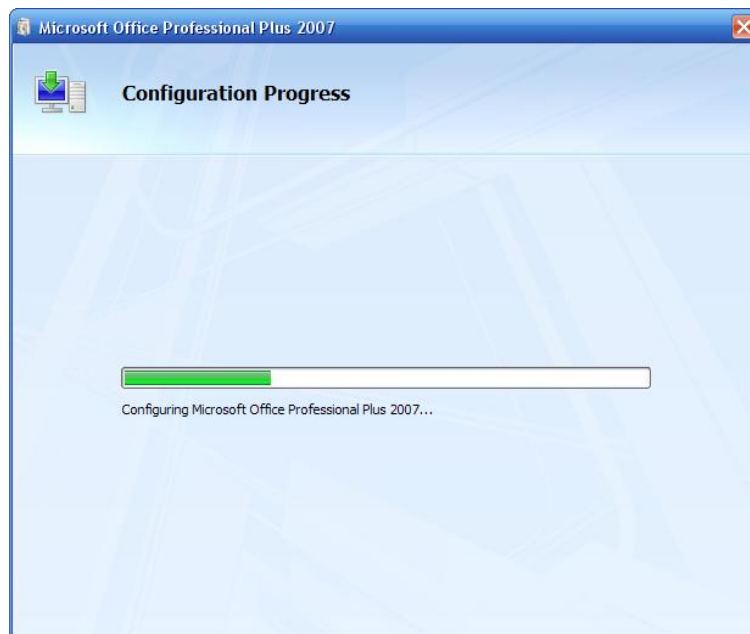 Microsoft Office Professional Plus 2007
Configuration Progress
Configuring Microsoft Office Professional Plus 2007...